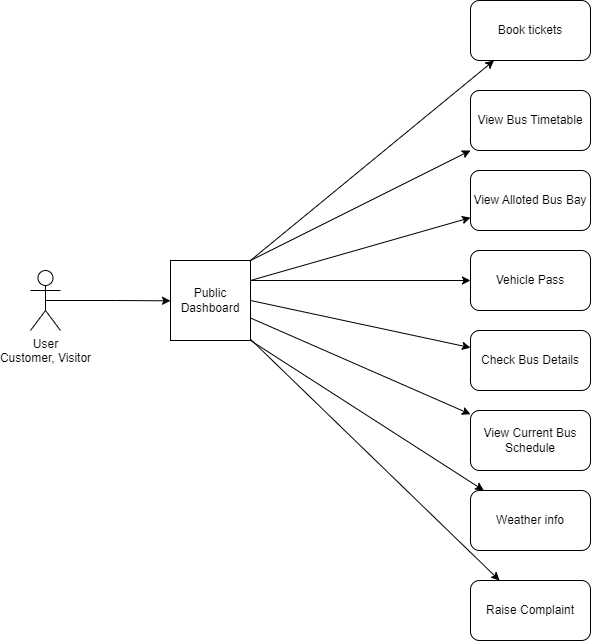 Book tickets
View Bus Timetable
View Alloted Bus Bay
Vehicle Pass
Public
Dashboard
User
Customer, Visitor
Check Bus Details
View Current Bus
Schedule
Weather info
Raise Complaint